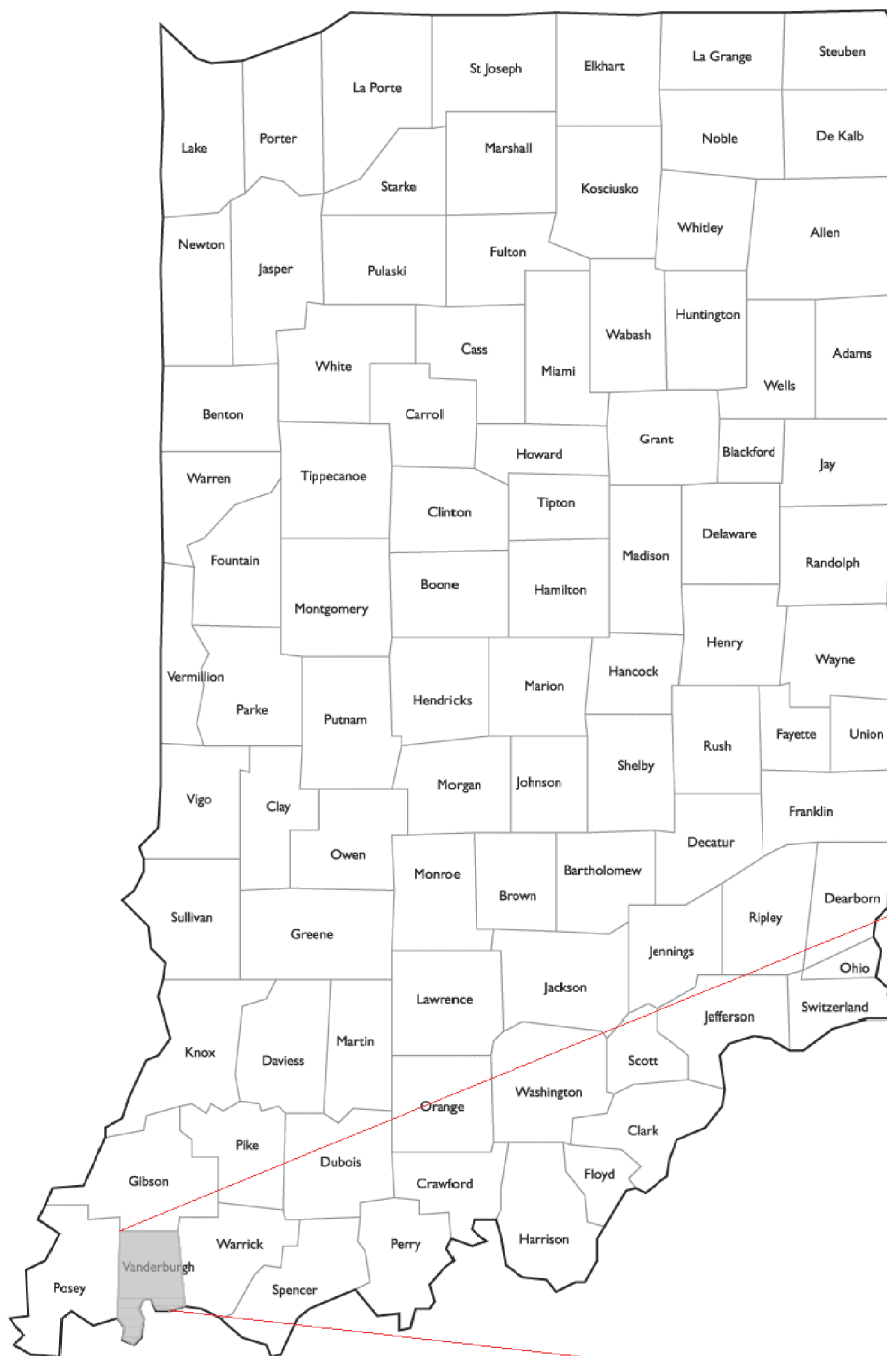 St Joseph
Elkhart
La Grange
Steuben
La Porte
Lake
Porter
Starke
Marshall
Noble
De Kalb
Kosciusko
Whitley
Allen
Newton
Jasper
Pulaski
Fulton
Huntington
Wabash
White
Cass
Miami
Wells
Adams
Benton
Carroll
Grant
Blackford
Howard
Jay
Warren
Tippecanoe
Clinton
Tipton
Delaware
Fountain
Boone
Hamilton
Madison
Randolph
Montgomery
Henry
Wayne
Vermillion
Parke
Putnam
Hendricks
Marion
Hancock
Rush
Fayette
Union
Vigo
Clay
Morgan
Johnson
Shelby
Franklin
Owen
Monroe
Brown
Bartholomew
Decatur
Sullivan
Greene
Ripley
Dearborn
Jennings
Ohio
Lawrence
Jackson
Jefferson
Switzerland
Knox
Daviess
Martin
Scott
Orange
Washington
Clark
Pike
Dubois
Gibson
Crawford
Floyd
Harrison
Warrick
Perry
Vanderburgh
Posey
Spencer